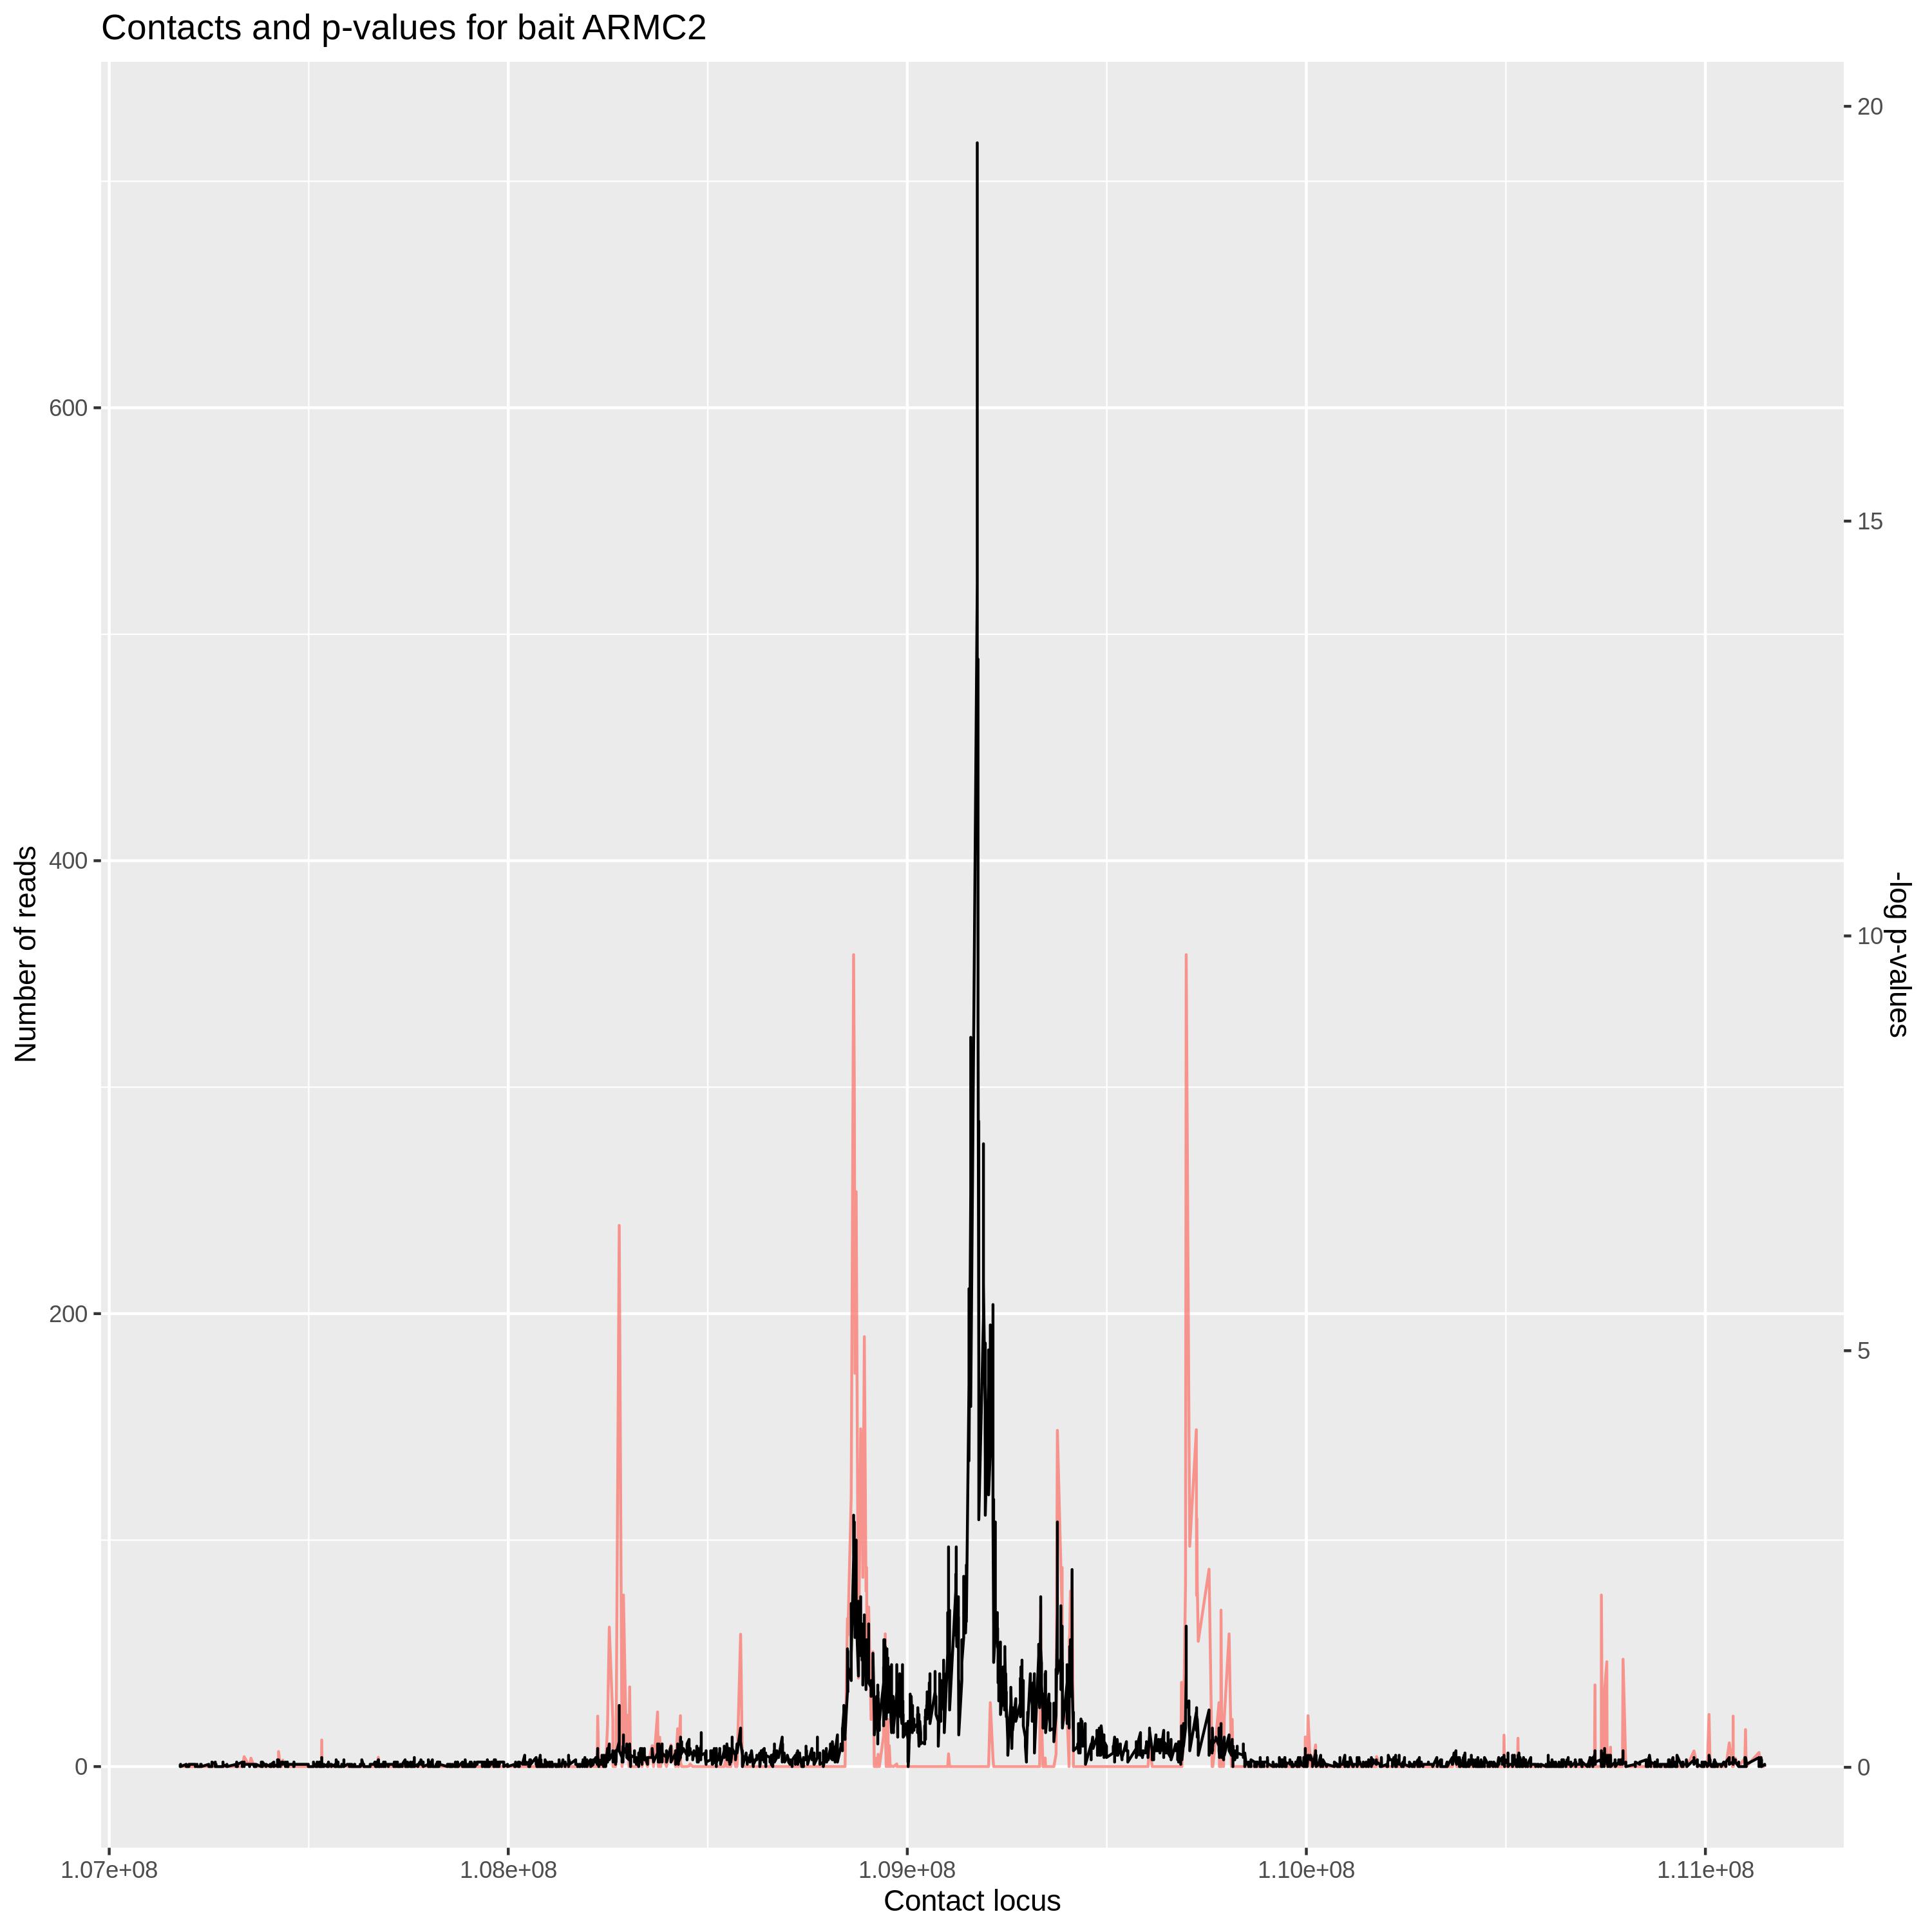 Contacts and p-values for bait ARMC2
Number of reads
600
400
200
0
20
15
10
5
0
-log p-values
1.07e+08 1.08e+08 1.09e+08 1.10e+08 1.11e+08
Contact locus